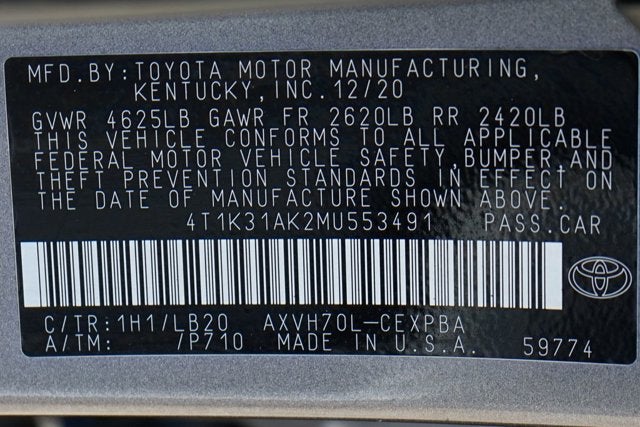 MFD.BY:TOYOTA MOTOR MANUFACTURING,
KENTUCKY,INC.12/20
GVWR 4625LB GAWR FR 2620LB RR 2420LB
THIS VEHICLE CONFORMS TO ALL APPLICABLE
FEDERAL MOTOR VEHICLE SAFETY,BUMPER AND
THEFT PREVENTION STANDARDS IN EFFECT ON
THE DATE OF MANUFACTURE SHOWN ABOVE.
4T1K31AK2MU553491 PASS.CAR
C/TR:1H1/LB20 AXVH70L-CEXPBA
A/TM: /P710 MADE IN U.S.A. 59774